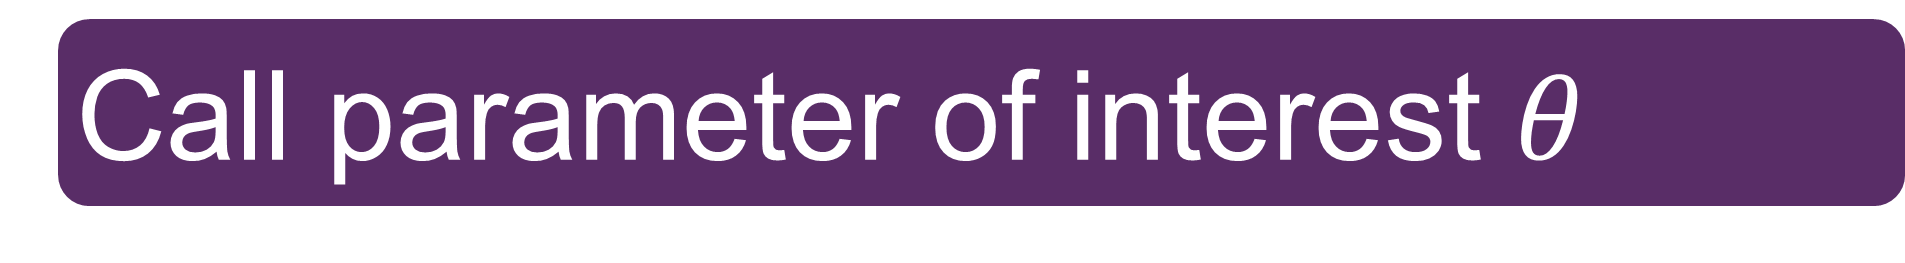 Call parameter of interest 𝜃